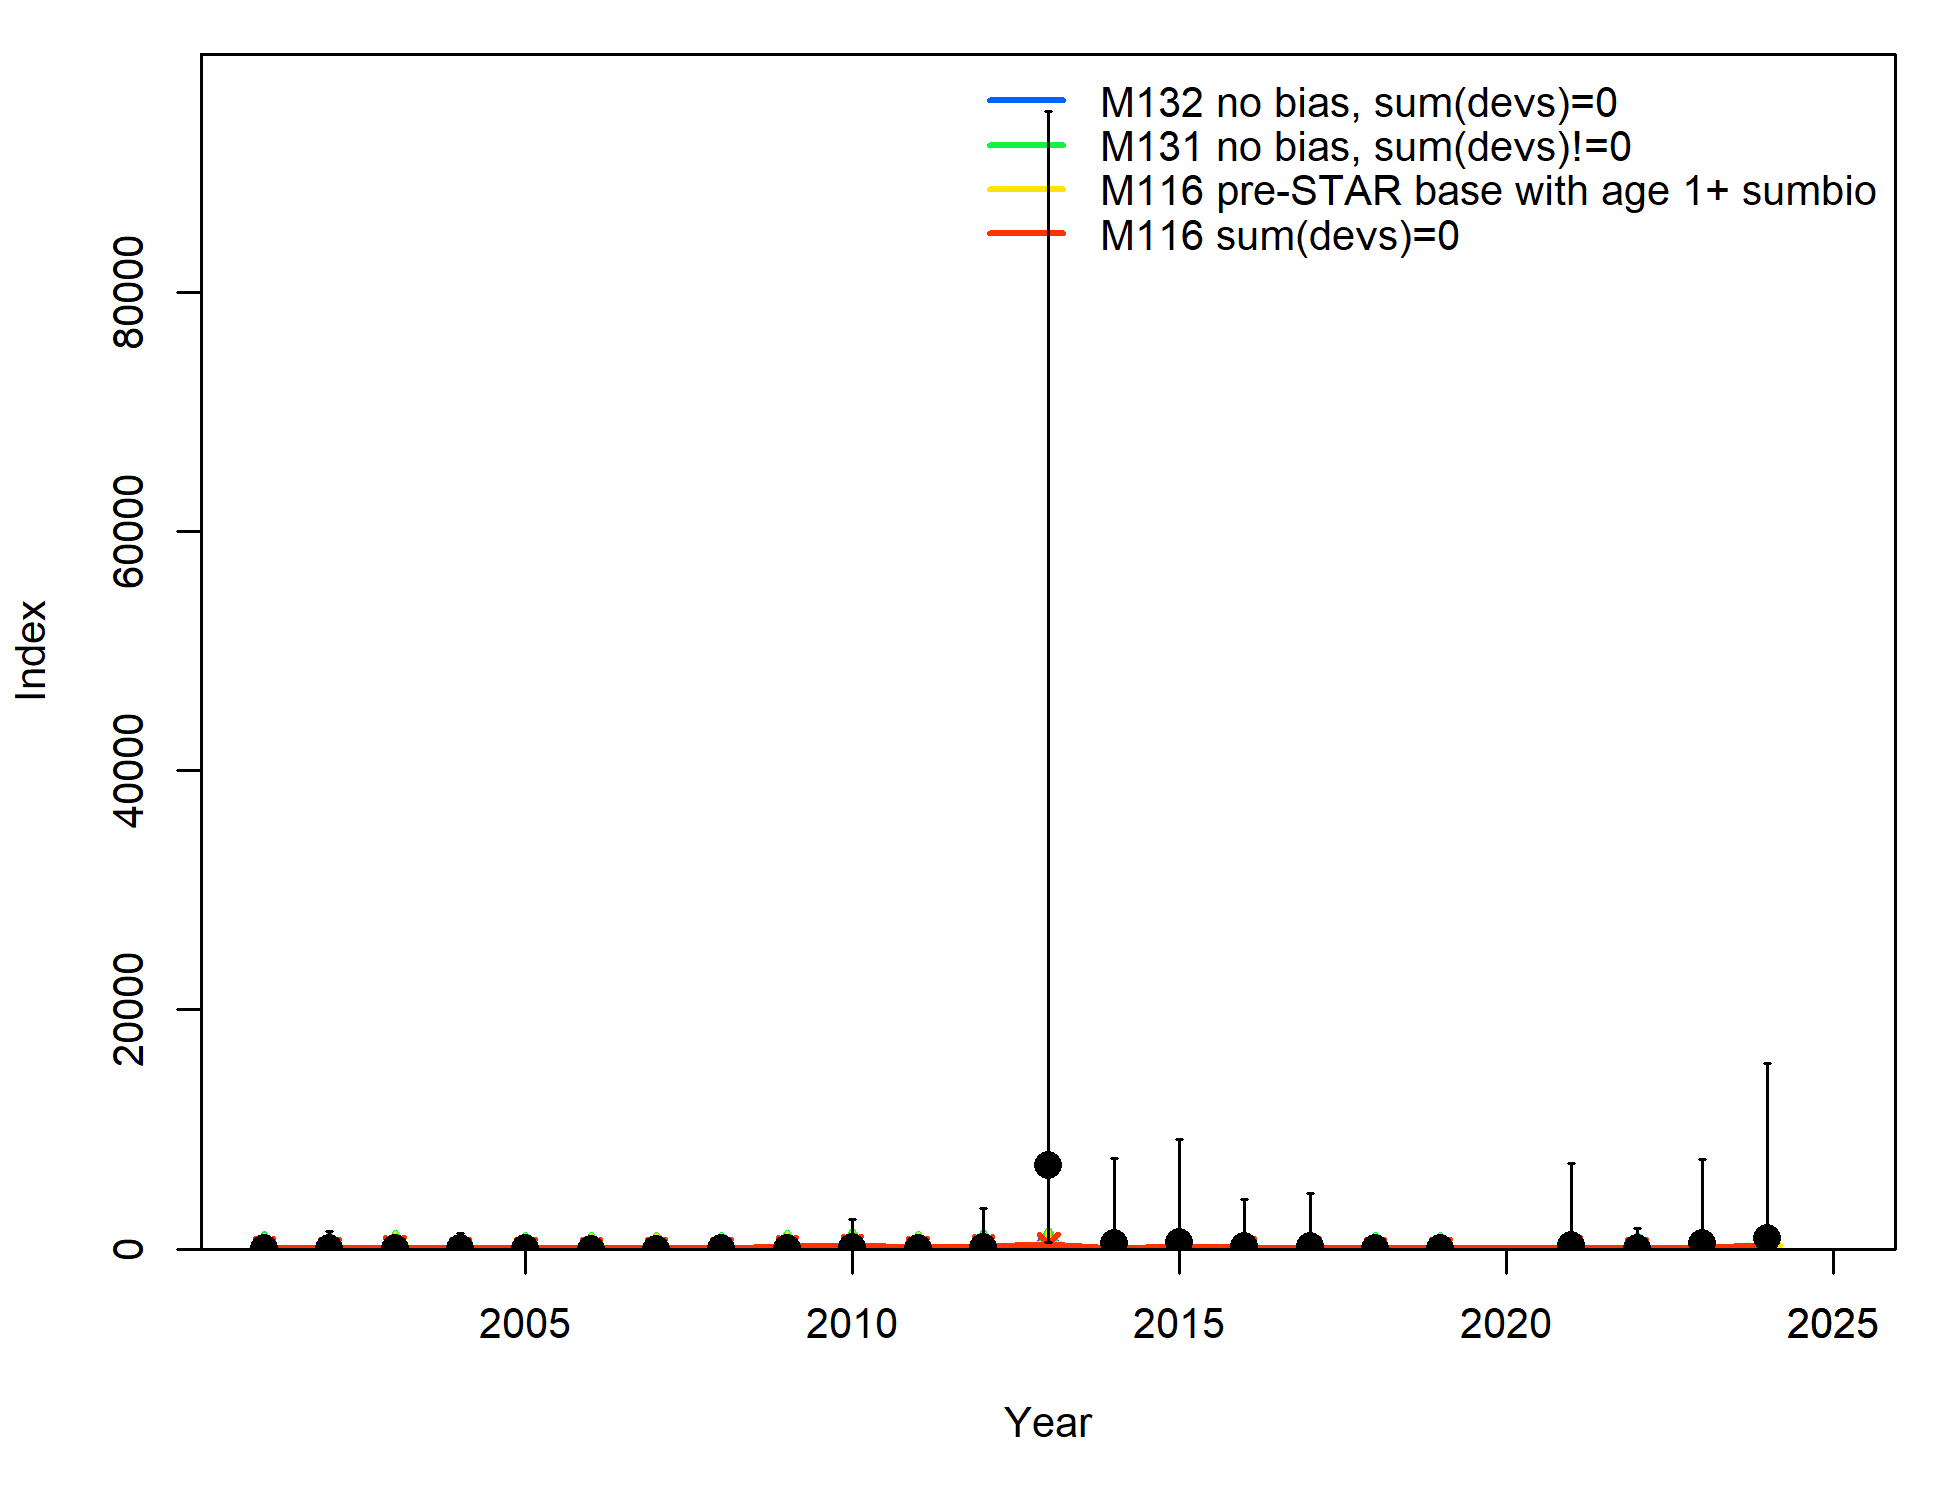 M132 no bias, sum(devs)=0
M131 no bias, sum(devs)!=0
M116 pre-STAR base with age 1+ sumbio
M116 sum(devs)=0
80000
60000
40000
20000
0
Index
2005
2010
2015
2020
2025
Year